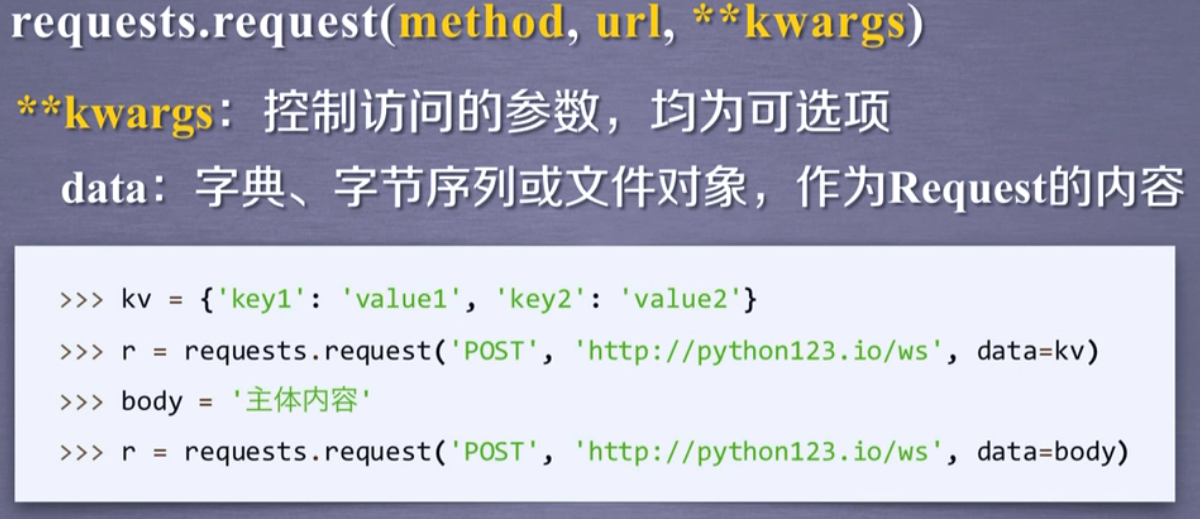 requests.request(method, url, **kwargs)
**kwargs：控制访问的参数，均为可选项
data：字典、字节序列或文件对象，作为Request的内容
>>> kv = {'key1': 'value1', 'key2': 'value2'}
>>> r = requests.request('POST', 'http://python123.io/ws', data=kv)
>>> body = '主体内容'
>>> r = requests.request('POST', 'http://python123.io/ws', data=body)